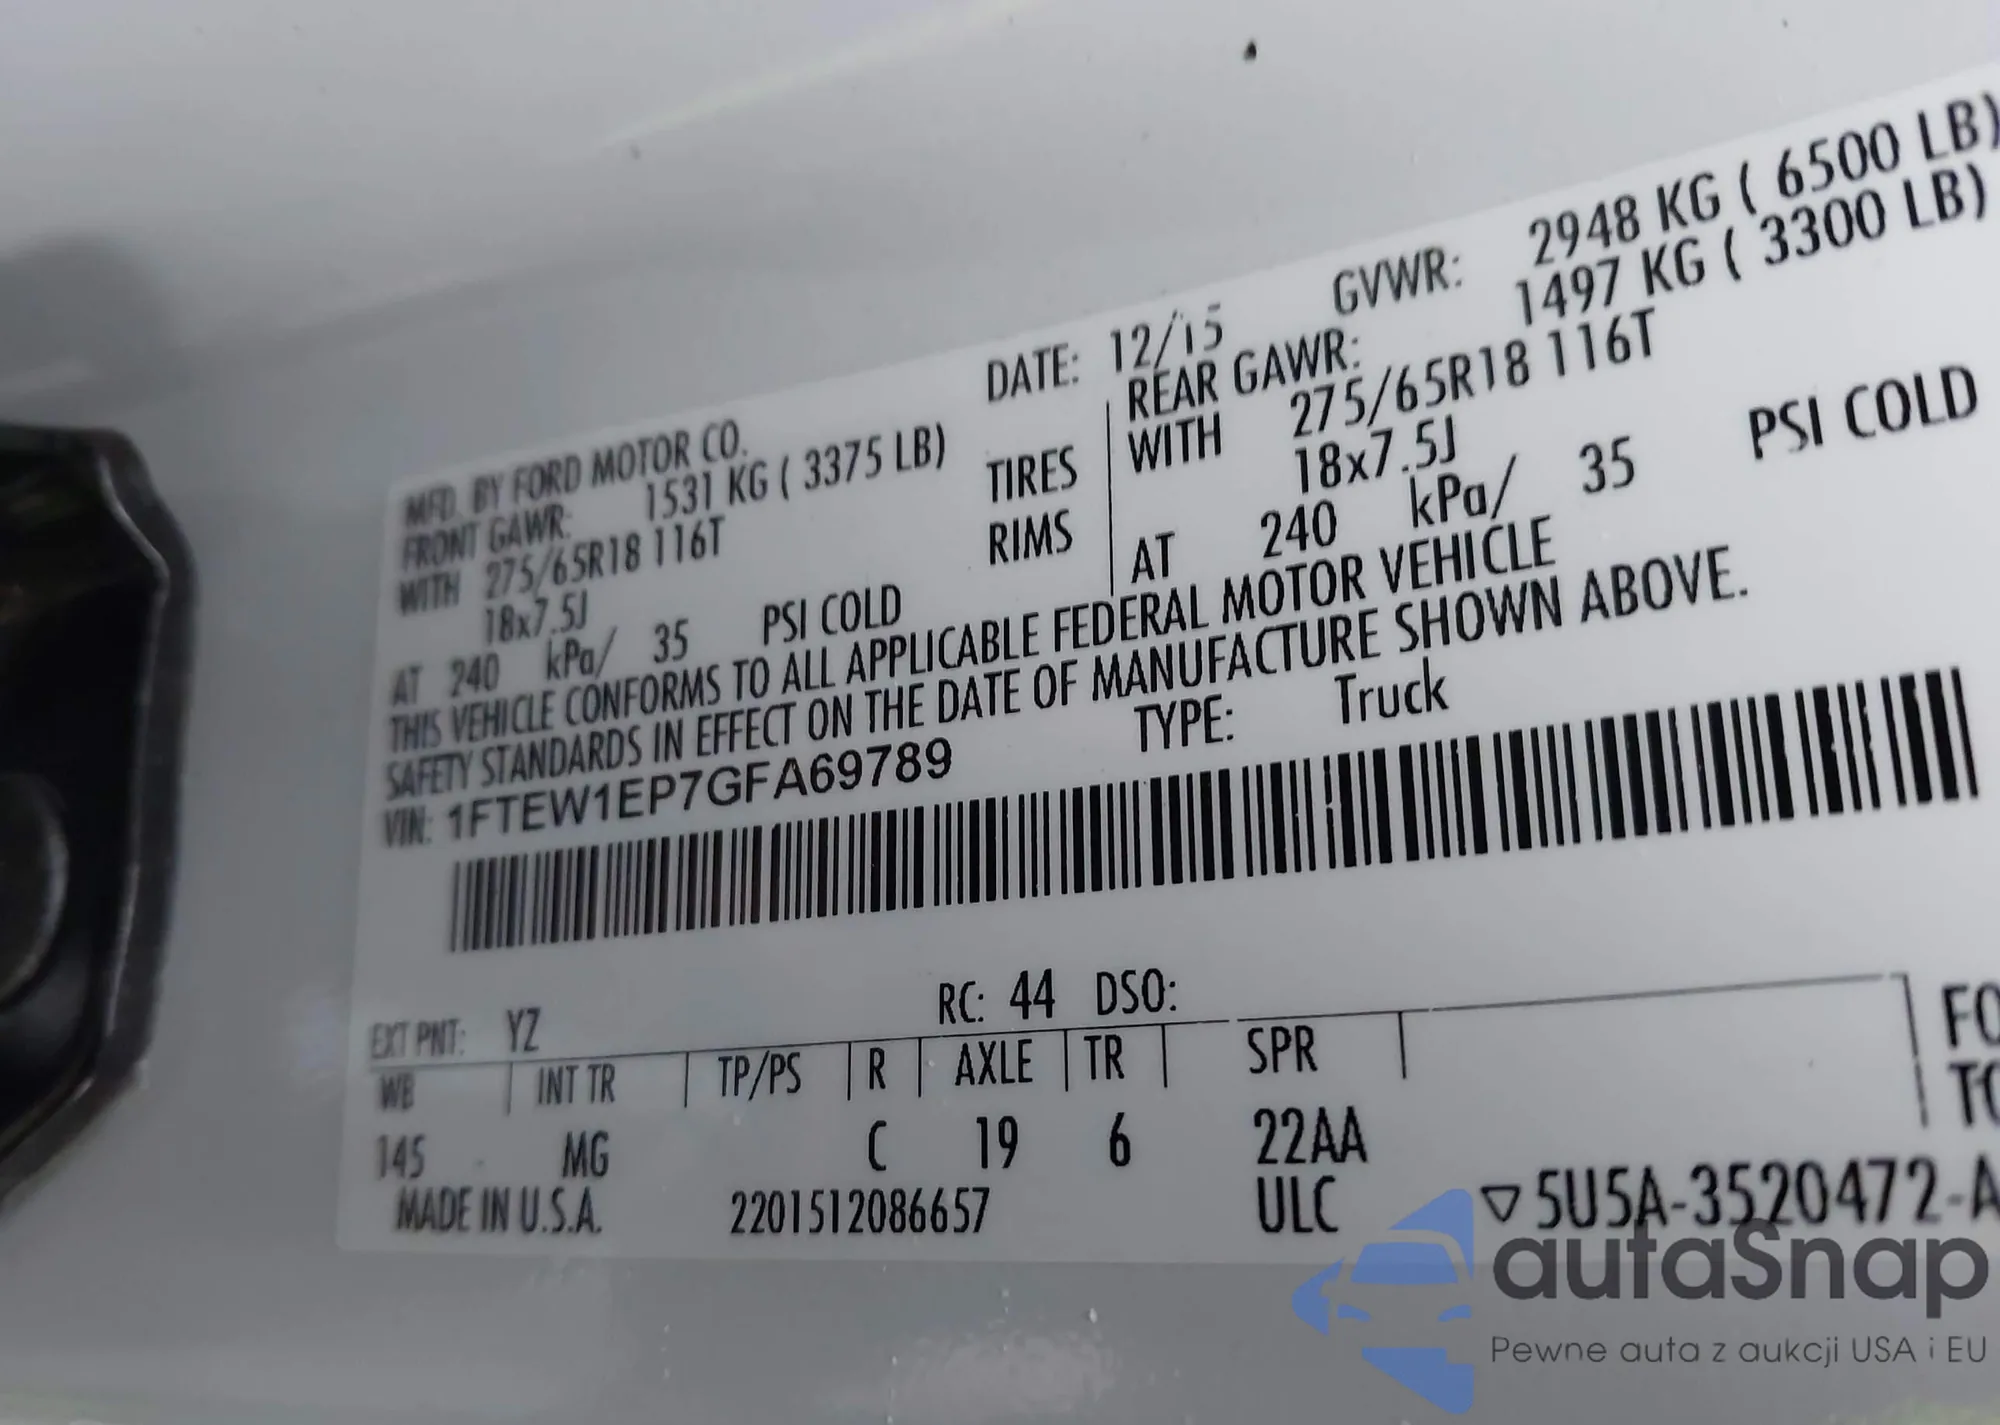 MFD. BY FORD MOTOR CO.
DATE: 12/15
GVWR: 2948 KG ( 6500 LB)
FRONT GAWR: 1531 KG ( 3375 LB)
REAR GAWR: 1497 KG ( 3300 LB)
WITH 275/65R18 116T
TIRES
WITH 275/65R18 116T
18x7.5J
RIMS
18x7.5J
AT 240 kPa/ 35 PSI COLD
AT 240 kPa/ 35 PSI COLD
THIS VEHICLE CONFORMS TO ALL APPLICABLE FEDERAL MOTOR VEHICLE
SAFETY STANDARDS IN EFFECT ON THE DATE OF MANUFACTURE SHOWN ABOVE.
VIN: 1FTEW1EP7GFA69789
TYPE: Truck
EXT PNT: YZ RC: 44 DSO:
WB INT TR TP/PS R AXLE TR SPR
145 MG C 19 6 22AA
MADE IN U.S.A. 2201512086657 ULC ▽5U5A-3520472-A
autaSnap
Pewne auta z aukcji USA i EU